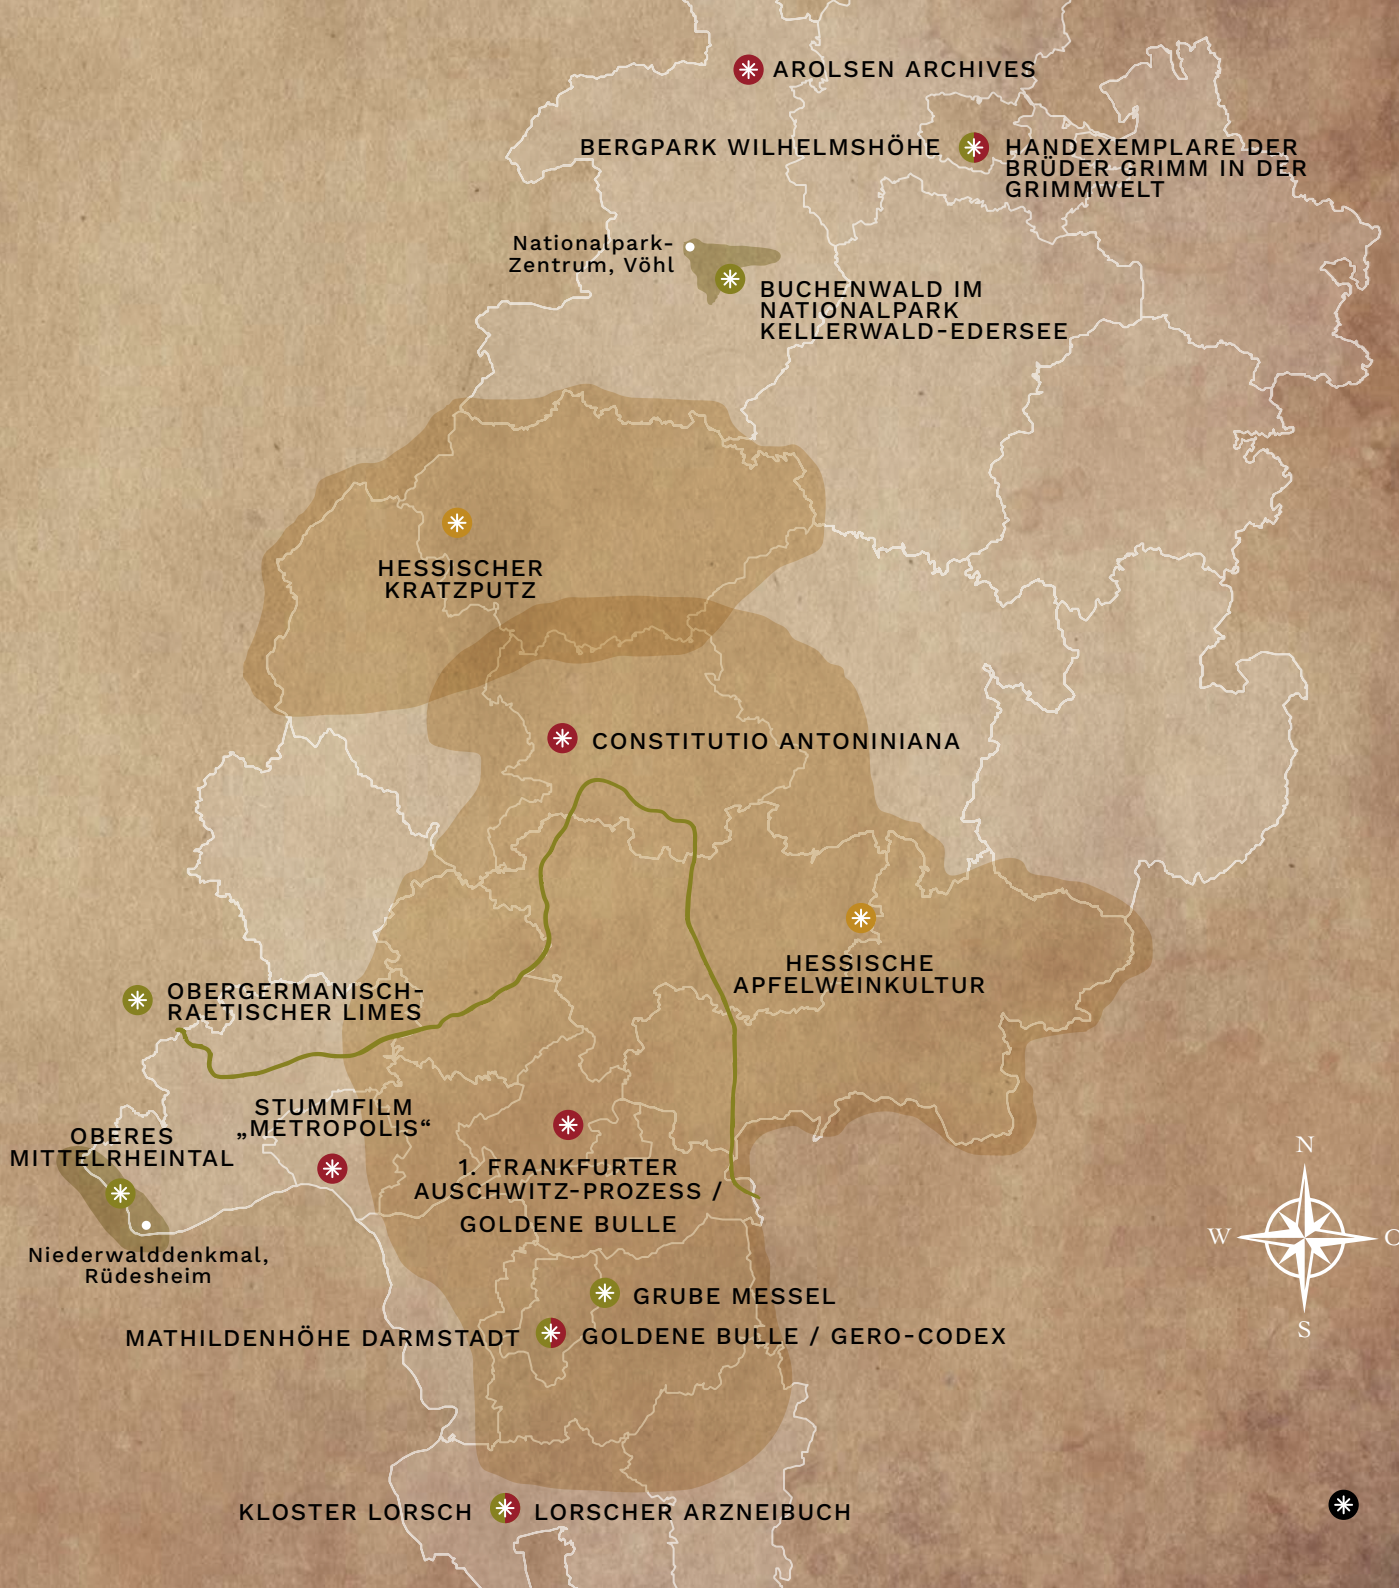 AROLSEN ARCHIVES
BERGPARK WILHELMSHÖHE
HANDEXEMPLARE DER
BRÜDER GRIMM IN DER
GRIMMWELT
Nationalpark-
Zentrum, Vöhl
BUCHENWALD IM
NATIONALPARK
KELLERWALD-EDERSEE
HESSISCHER
KRATZPUTZ
CONSTITUTIO ANTONINIANA
HESSISCHE
APFELWEINKULTUR
OBERGERMANISCH-
RAETISCHER LIMES
STUMMFILM
„METROPOLIS“
OBERES
MITTELRHEINTAL
1. FRANKFURTER
AUSCHWITZ-PROZESS /
GOLDENE BULLE
Niederwalddenkmal,
Rüdesheim
N
W
O
S
GRUBE MESSEL
MATHILDENHÖHE DARMSTADT
GOLDENE BULLE / GERO-CODEX
KLOSTER LORSCH
LORSCHER ARZNEIBUCH